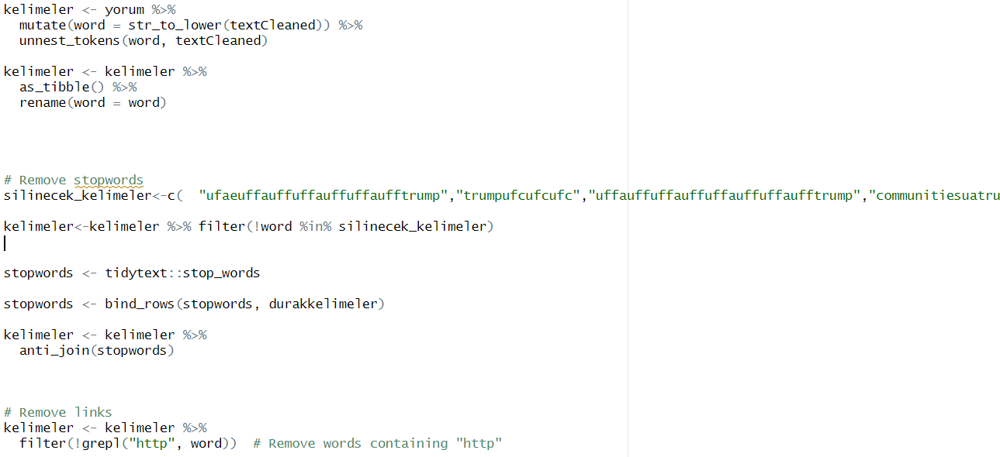 kelimeler <- yorum %>%
  mutate(word = str_to_lower(textCleaned)) %>%
  unnest_tokens(word, textCleaned)
kelimeler <- kelimeler %>%
  as_tibble() %>%
  rename(word = word)
# Remove stopwords
silinecek_kelimeler<-c(  "ufaeuffauffuffauffuffaufftrump","trumpufcufcufc","uffauffuffauffuffauffuffaufftrump","communitiesuatru
kelimeler<-kelimeler %>% filter(!word %in% silinecek_kelimeler)
stopwords <- tidytext::stop_words
stopwords <- bind_rows(stopwords, durakkelimeler)
kelimeler <- kelimeler %>%
  anti_join(stopwords)
# Remove links
kelimeler <- kelimeler %>%
  filter(!grepl("http", word))  # Remove words containing "http"